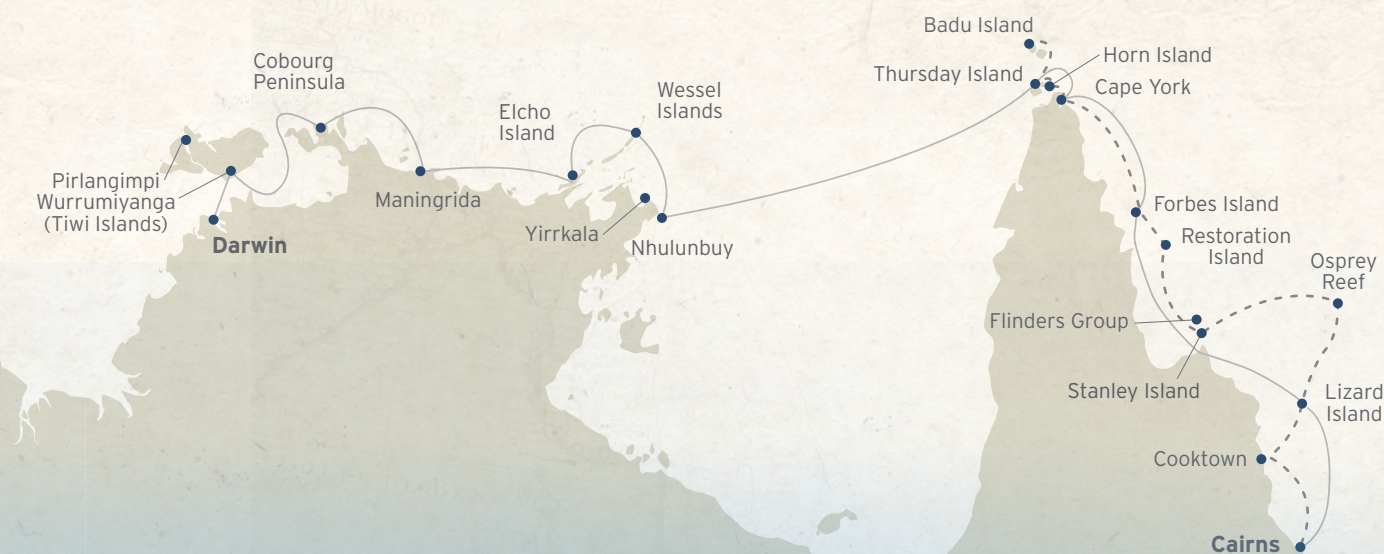 Badu Island
Thursday Island
Horn Island
Cape York
Cobourg
Peninsula
Elcho
Island
Wessel
Islands
Pirlangimpi
Wurrumiyanga
(Tiwi Islands)
Darwin
Maningrida
Yirrkala
Nhulunbuy
Forbes Island
Restoration
Island
Osprey
Reef
Flinders Group
Stanley Island
Lizard
Island
Cooktown
Cairns